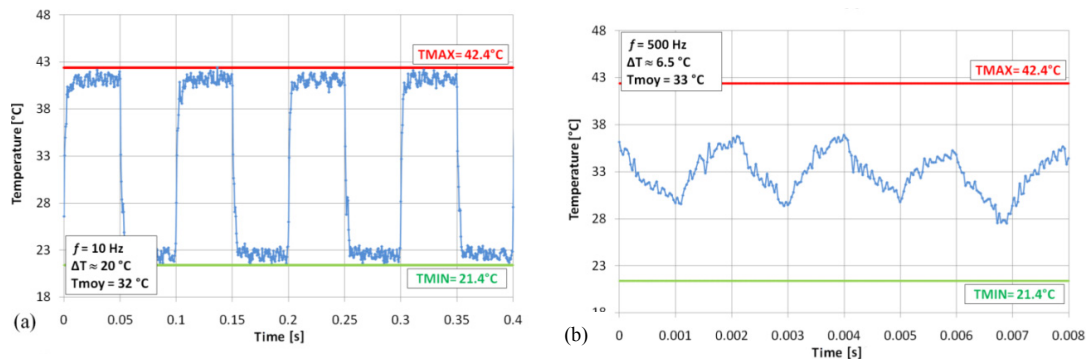 48
43
38
33
28
23
18
Temperature [°C]
TMAX= 42.4°C
f = 10 Hz
ΔT ≈ 20 °C
Tmoy = 32 °C
TMIN= 21.4°C
0 0.05 0.1 0.15 0.2 0.25 0.3 0.35 0.4
Time [s]
(a)
48
43
38
33
28
23
18
Temperature [°C]
f = 500 Hz
ΔT ≈ 6.5 °C
Tmoy = 33 °C
TMAX= 42.4°C
TMIN= 21.4°C
0 0.001 0.002 0.003 0.004 0.005 0.006 0.007 0.008
Time [s]
(b)